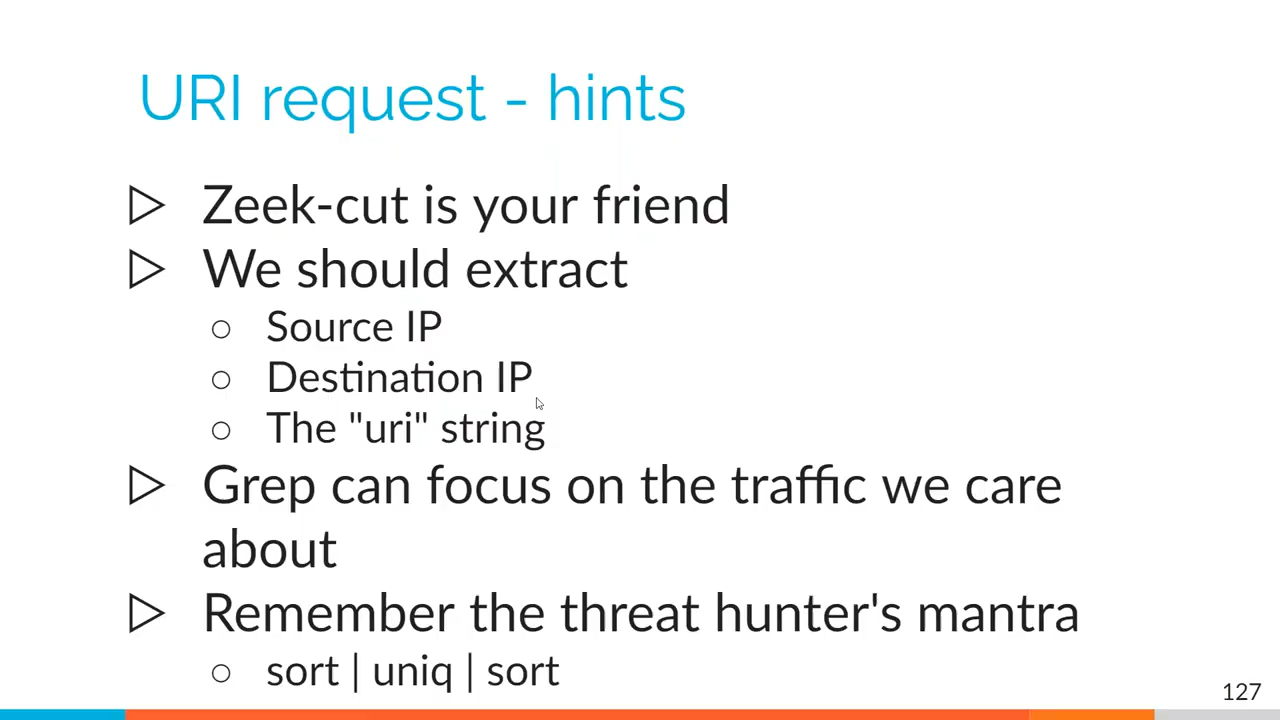 URI request - hints
▷ Zeek-cut is your friend
▷ We should extract
○ Source IP
○ Destination IP
○ The "uri" string
▷ Grep can focus on the traffic we care
about
▷ Remember the threat hunter's mantra
○ sort | uniq | sort
127